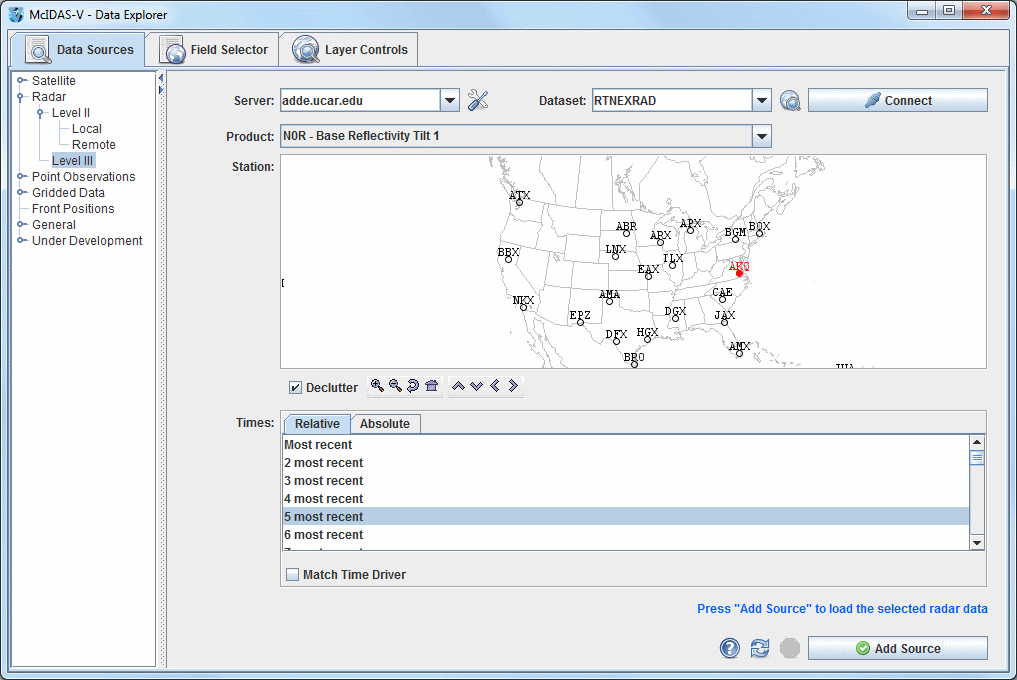 McIDAS-V - Data Explorer
Data Sources
Field Selector
Layer Controls
Satellite
Radar
Level II
Local
Remote
Level III
Point Observations
Gridded Data
Front Positions
General
Under Development
Server:
adde.ucar.edu
Dataset:
RTNEXRAD
Connect
Product:
N0R - Base Reflectivity Tilt 1
Station:
ATX
ABR
ARX
APX
BGM
BOX
BBX
LNX
EAX
ILX
AKQ
NKX
AMA
CAE
EPZ
DGX
JAX
DFX
HGX
AMX
BRO
Declutter
Times:
Relative
Absolute
Most recent
2 most recent
3 most recent
4 most recent
5 most recent
6 most recent
Match Time Driver
Press "Add Source" to load the selected radar data
Add Source